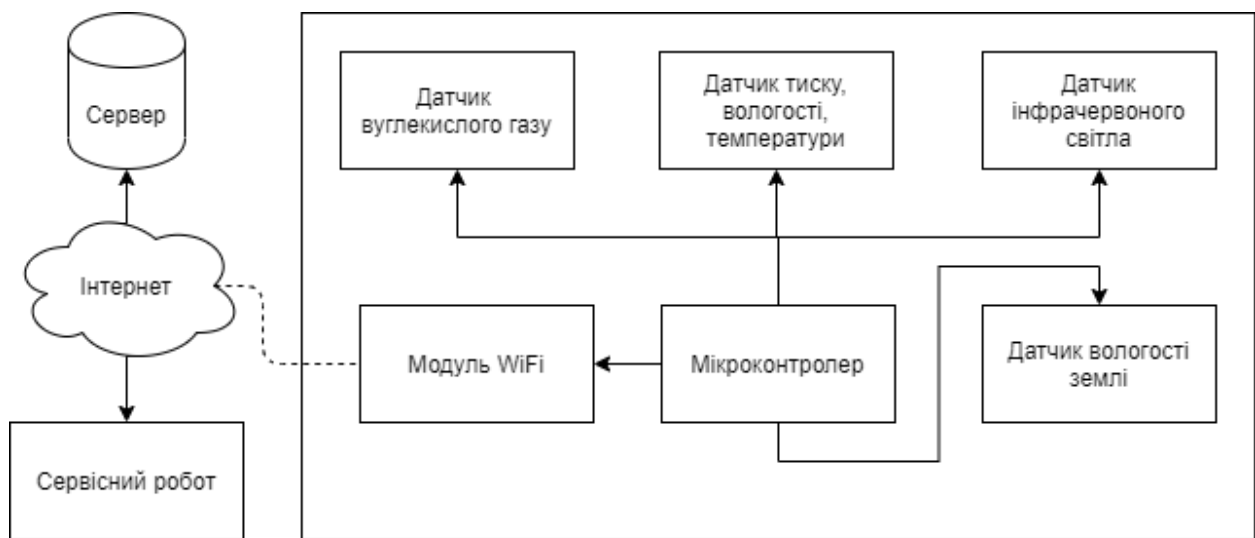 Сервер
Інтернет
Сервісний робот
Датчик
вуглекислого газу
Датчик тиску,
вологості,
температури
Датчик
інфрачервоного
світла
Модуль WiFi
Мікроконтролер
Датчик вологості
землі